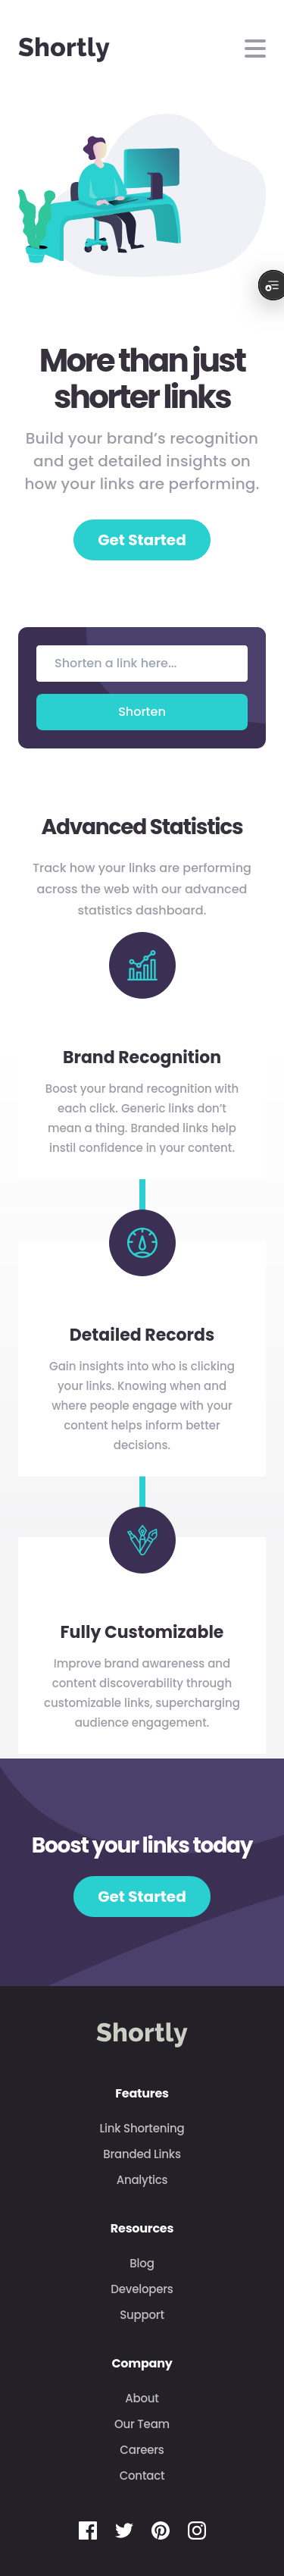 Shortly
More than just
shorter links
Build your brand’s recognition
and get detailed insights on
how your links are performing.
Get Started
Shorten a link here...
Shorten
Advanced Statistics
Track how your links are performing
across the web with our advanced
statistics dashboard.
Brand Recognition
Boost your brand recognition with
each click. Generic links don’t
mean a thing. Branded links help
instil confidence in your content.
Detailed Records
Gain insights into who is clicking
your links. Knowing when and
where people engage with your
content helps inform better
decisions.
Fully Customizable
Improve brand awareness and
content discoverability through
customizable links, supercharging
audience engagement.
Boost your links today
Get Started
Shortly
Features
Link Shortening
Branded Links
Analytics
Resources
Blog
Developers
Support
Company
About
Our Team
Careers
Contact